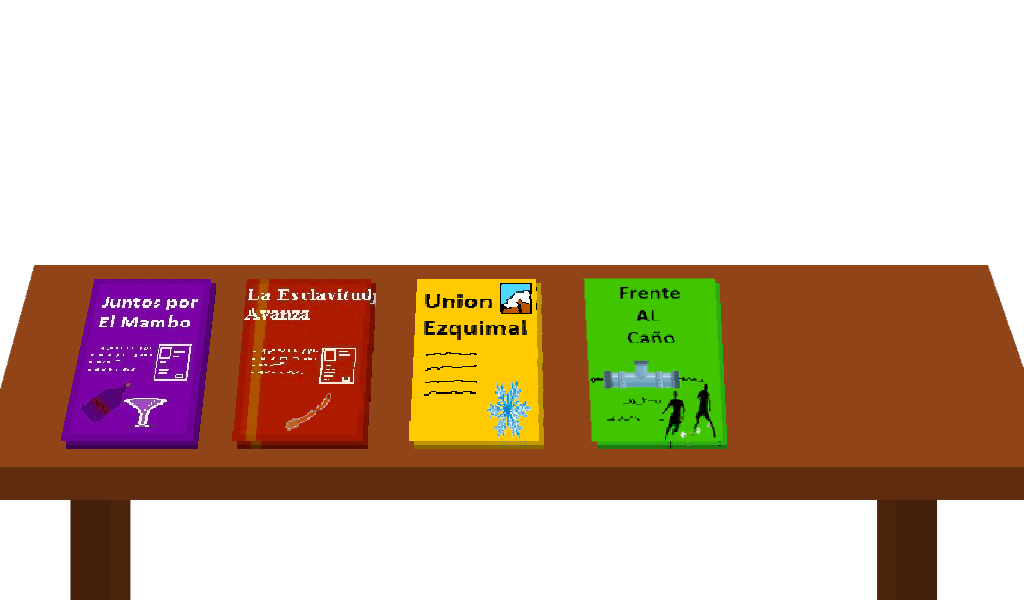 Juntos por
El Mambo
La Esclavitud
Avanza
Union
Ezquimal
Frente
AL
Caño